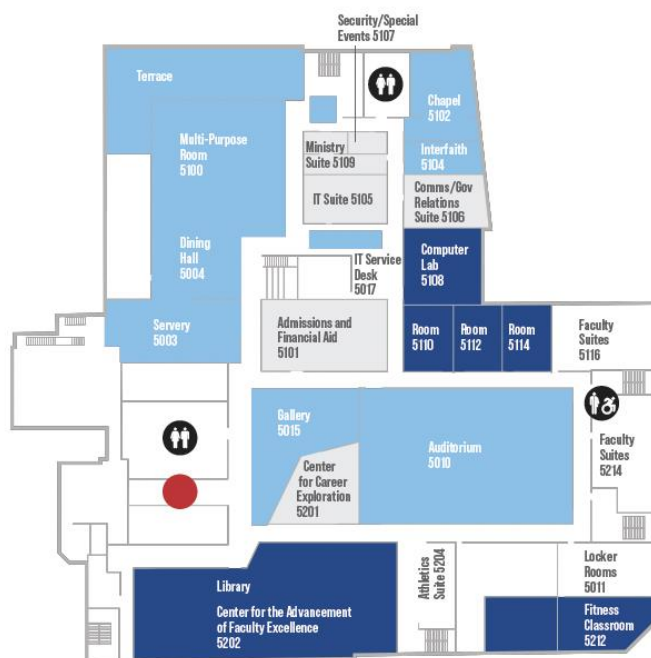 Security/Special
Events 5107
Terrace
Chapel
5102
Multi-Purpose
Room
5100
Ministry
Suite 5109
Interfaith
5104
IT Suite 5105
Comms/Gov
Relations
Suite 5106
Dining
Hall
5004
IT Service
Desk
5017
Computer
Lab
5108
Servery
5003
Admissions and
Financial Aid
5101
Room
5110
Room
5112
Room
5114
Faculty
Suites
5116
Gallery
5015
Auditorium
5010
Faculty
Suites
5214
Center
for Career
Exploration
5201
Library
Center for the Advancement
of Faculty Excellence
5202
Athletics
Suite 5204
Locker
Rooms
5011
Fitness
Classroom
5212